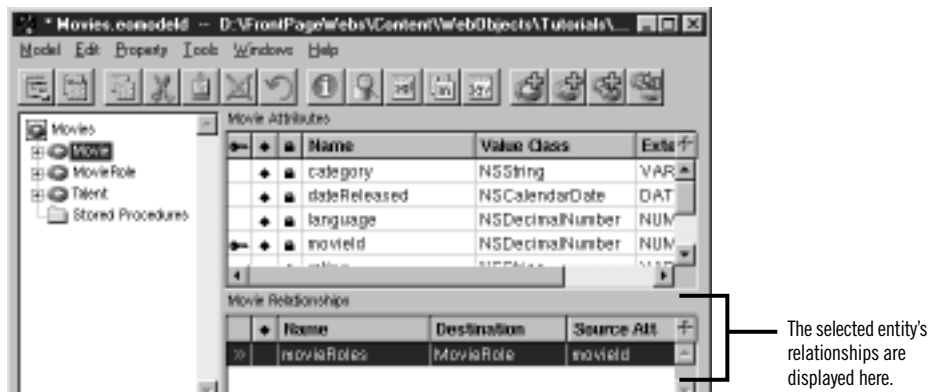 * Movies.eomodeld -- D:\FrontPageWebs\Content\WebObjects\Tutorials\...
Model Edit Property Tools Windows Help
Movies
Movie
MovieRole
Talent
Stored Procedures
Movie Attributes
Name Value Class Exte
category NSString VAR
dateReleased NSCalendarDate DAT
language NSDecimalNumber NUM
movieId NSDecimalNumber NUM
Movie Relationships
Name Destination Source Att
movieRoles MovieRole movieId
The selected entity's
relationships are
displayed here.